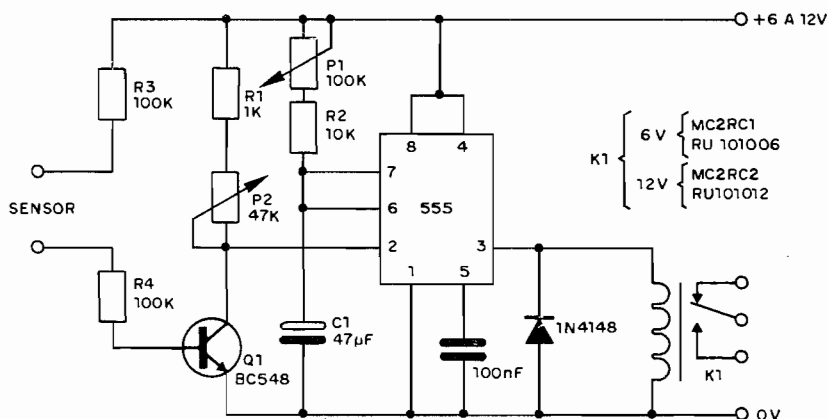 +6 A 12V
R3
100K
R1
1K
P1
100K
R2
10K
SENSOR
P2
47K
R4
100K
Q1
BC548
C1
47µF
8
4
7
6
555
2
3
1
5
100nF
1N4148
K1
6V
MC2RC1
RU 101006
12V
MC2RC2
RU101012
K1
0V